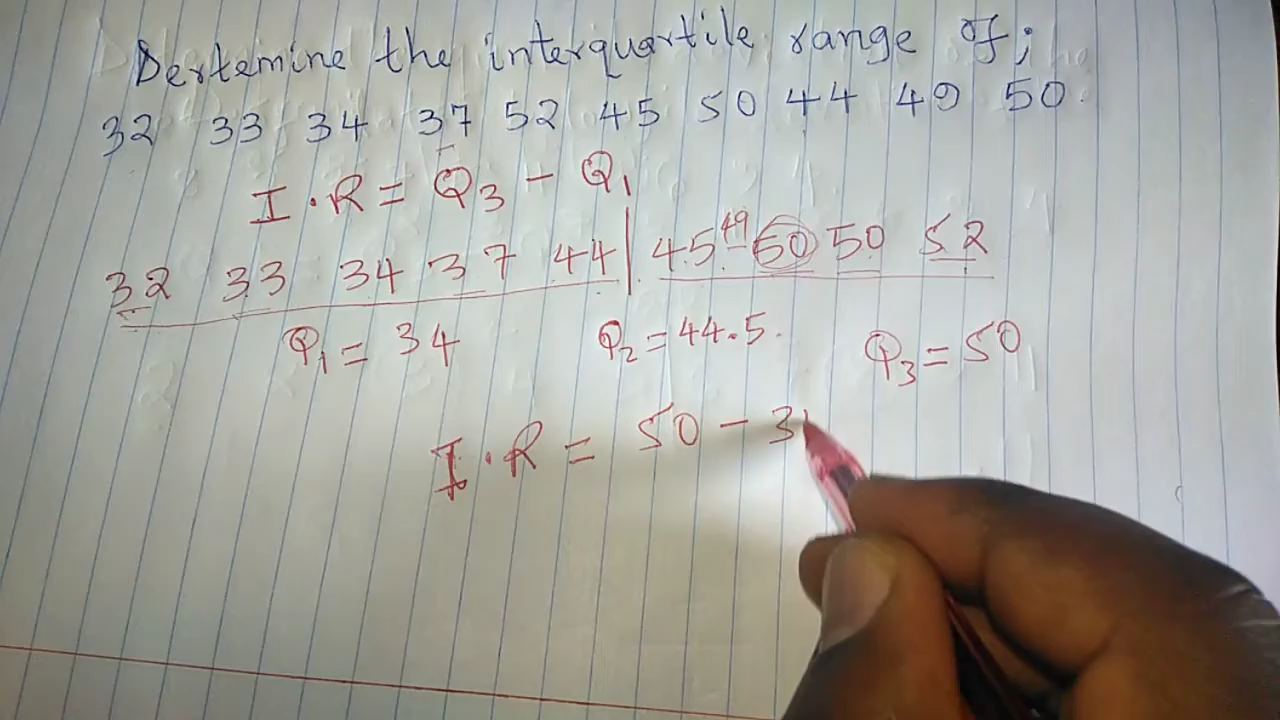 Dertemine the interquartile range of;
32 33 34 37 52 45 50 44 49 50.
I.R = Q3 - Q1
32 33 34 37 44 | 45 49 50 50 52
Q1 = 34 Q2 = 44.5. Q3 = 50
I.R = 50 - 3